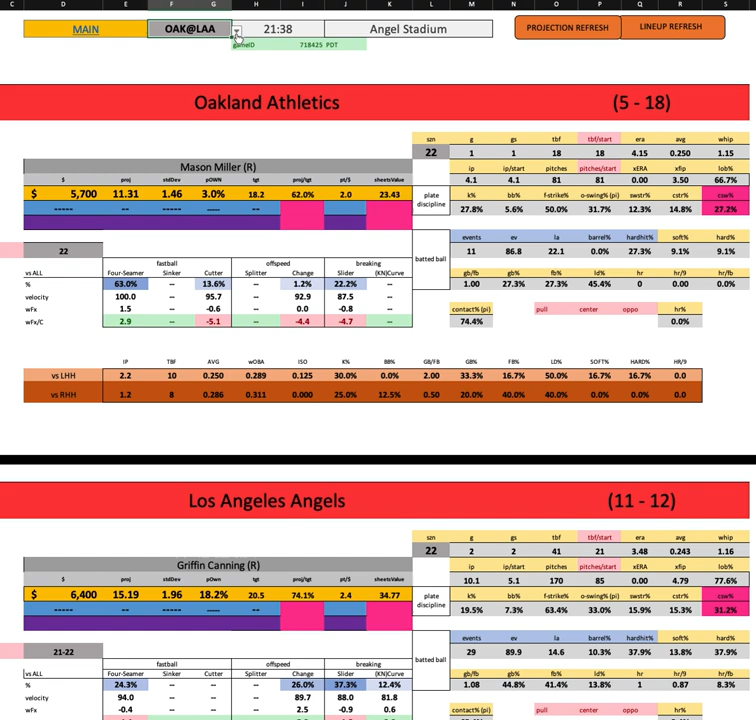 C D E F G H I J K L M N O P Q R S
MAIN OAK@LAA 21:38 Angel Stadium PROJECTION REFRESH LINEUP REFRESH
gameID 718425 PDT
Oakland Athletics (5 - 18)
szn g gs tbf tbf/start era avg whip
22 1 1 18 18 4.15 0.250 1.15
Mason Miller (R) ip ip/start pitches pitches/start xERA xfip lob%
$ proj stdDev pOWN tgt proj/tgt pt/$ sheetsValue 4.1 4.1 81 81 0.00 3.50 66.7%
$ 5,700 11.31 1.46 3.0% 18.2 62.0% 2.0 23.43 plate discipline k% bb% f-strike% o-swing% (pi) swstr% cstr% csw%
----- -- --- —— -- 27.8% 5.6% 50.0% 31.7% 12.3% 14.8% 27.2%
22 batted ball events ev la barrel% hardhit% soft% hard%
11 86.8 22.1 0.0% 27.3% 9.1% 9.1%
fastball offspeed breaking
vs ALL Four-Seamer Sinker Cutter Splitter Change Slider (KN)Curve gb/fb gb% fb% ld% hr hr/9 hr/fb
% 63.0% -- 13.6% -- 1.2% 22.2% -- 1.00 27.3% 27.3% 45.4% 0 0.00 0.0%
velocity 100.0 -- 95.7 -- 92.9 87.5 --
wFx 1.5 -- -0.6 -- 0.0 -0.8 -- contact% (pi) pull center oppo hr%
wFx/C 2.9 -- -5.1 -- -4.4 -4.7 -- 74.4% 0.0%
IP TBF AVG wOBA ISO K% BB% GB/FB GB% FB% LD% SOFT% HARD% HR/9
vs LHH 2.2 10 0.250 0.289 0.125 30.0% 0.0% 2.00 33.3% 16.7% 50.0% 16.7% 16.7% 0.0
vs RHH 1.2 8 0.286 0.311 0.000 25.0% 12.5% 0.50 20.0% 40.0% 40.0% 0.0% 0.0% 0.0
Los Angeles Angels (11 - 12)
szn g gs tbf tbf/start era avg whip
22 2 2 41 21 3.48 0.243 1.16
Griffin Canning (R) ip ip/start pitches pitches/start xERA xfip lob%
$ proj stdDev pOwn tgt proj/tgt pt/$ sheetsValue 10.1 5.1 170 85 0.00 4.79 77.6%
$ 6,400 15.19 1.96 18.2% 20.5 74.1% 2.4 34.77 plate discipline k% bb% f-strike% o-swing% (pi) swstr% cstr% csw%
----- -- --- —— -- 19.5% 7.3% 63.4% 33.0% 15.9% 15.3% 31.2%
21-22 batted ball events ev la barrel% hardhit% soft% hard%
29 89.9 14.6 10.3% 37.9% 13.8% 37.9%
fastball offspeed breaking
vs ALL Four-Seamer Sinker Cutter Splitter Change Slider (KN)Curve gb/fb gb% fb% ld% hr hr/9 hr/fb
% 24.3% -- -- -- 26.0% 37.3% 12.4% 1.08 44.8% 41.4% 13.8% 1 0.87 8.3%
velocity 94.0 -- -- -- 89.7 88.0 81.8
wFx -0.4 -- -- -- 2.5 -0.9 0.6 contact% (pi) pull center oppo hr%